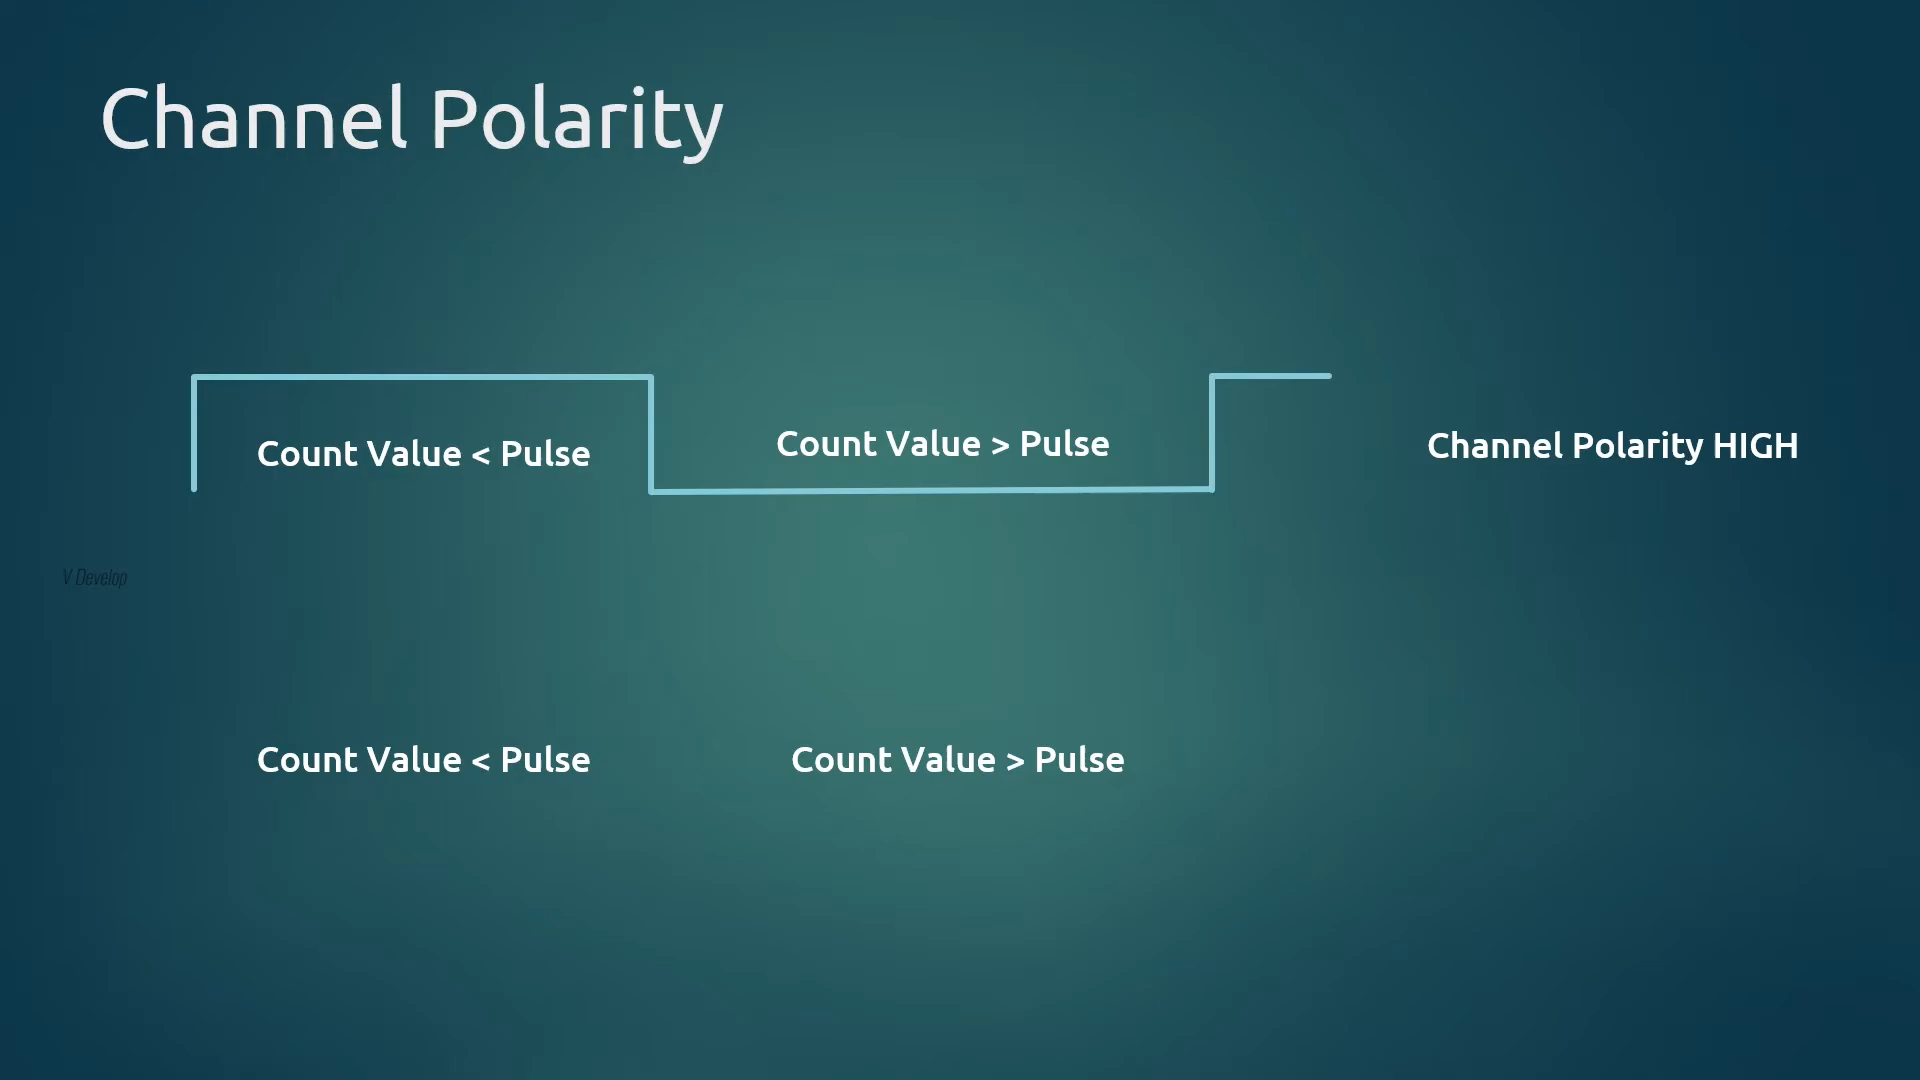 Channel Polarity
Count Value < Pulse
Count Value > Pulse
Channel Polarity HIGH
V Develop
Count Value < Pulse
Count Value > Pulse